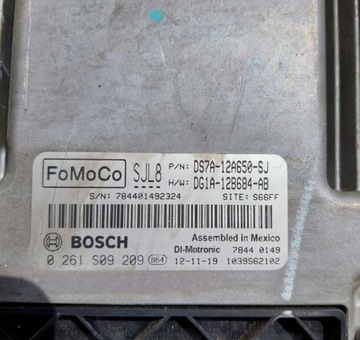 FoMoCo SJL8 P/N: DS7A-12A650-SJ
H/W: DG1A-12B684-AB
S/N: 784401492324 SITE: S66FF
BOSCH Assembled in Mexico
DI-Motronic 7844 0149
0 261 S09 209 864 12-11-19 1039S62102